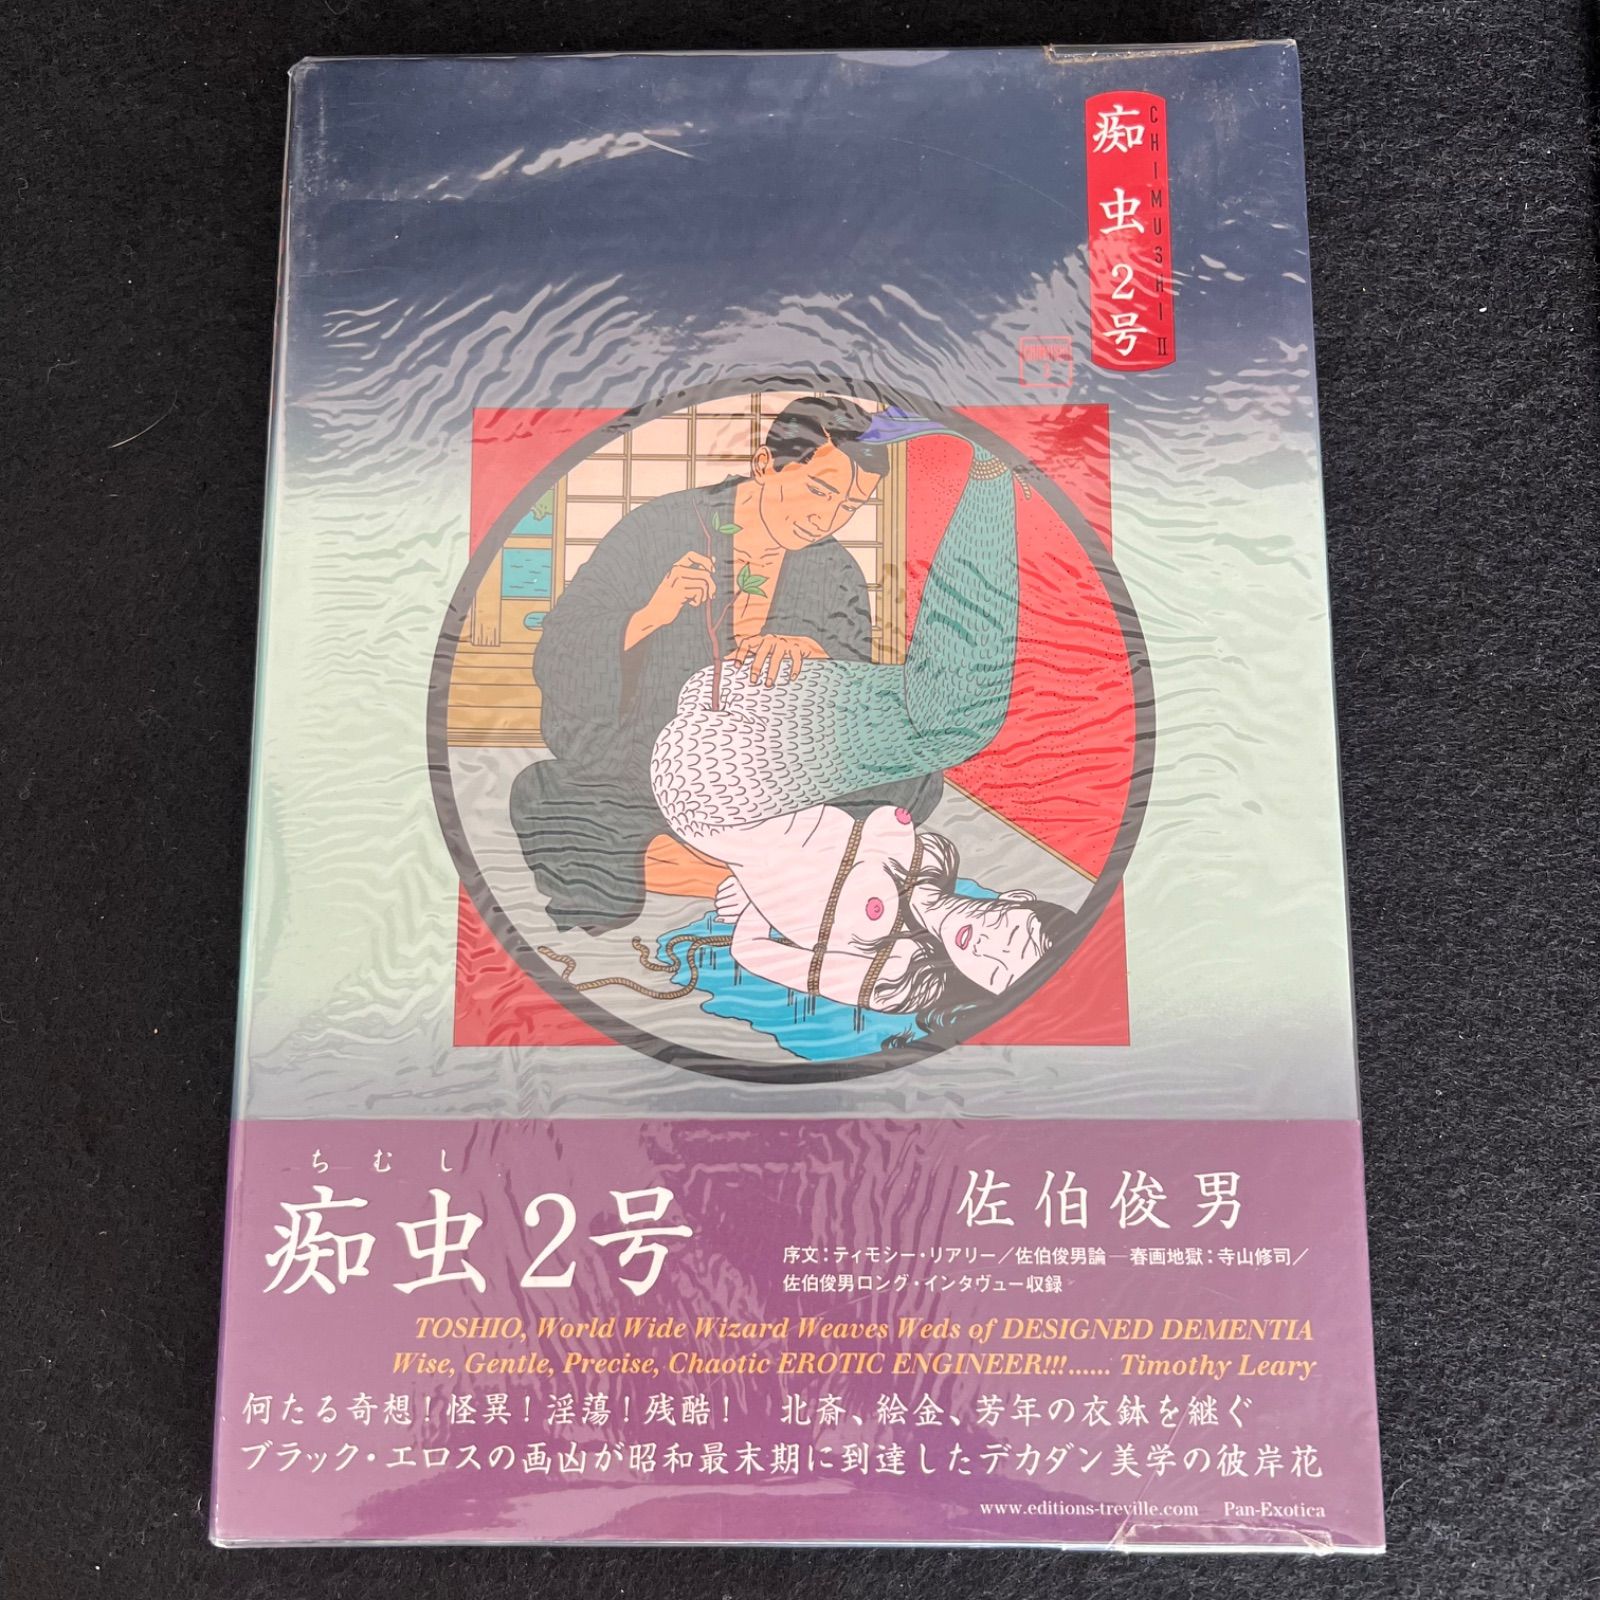 痴虫2号
CHIMUSHI II
CHIMUSHI
2
ちむし
痴虫2号
佐伯俊男
序文：ティモシー・リアリー／佐伯俊男論―春画地獄：寺山修司／
佐伯俊男ロング・インタヴュー収録
TOSHIO, World Wide Wizard Weaves Weds of DESIGNED DEMENTIA
Wise, Gentle, Precise, Chaotic EROTIC ENGINEER!!!...... Timothy Leary
何たる奇想！怪異！淫蕩！残酷！　北斎、絵金、芳年の衣鉢を継ぐ
ブラック・エロスの画凶が昭和最末期に到達したデカダン美学の彼岸花
www.editions-treville.com Pan-Exotica